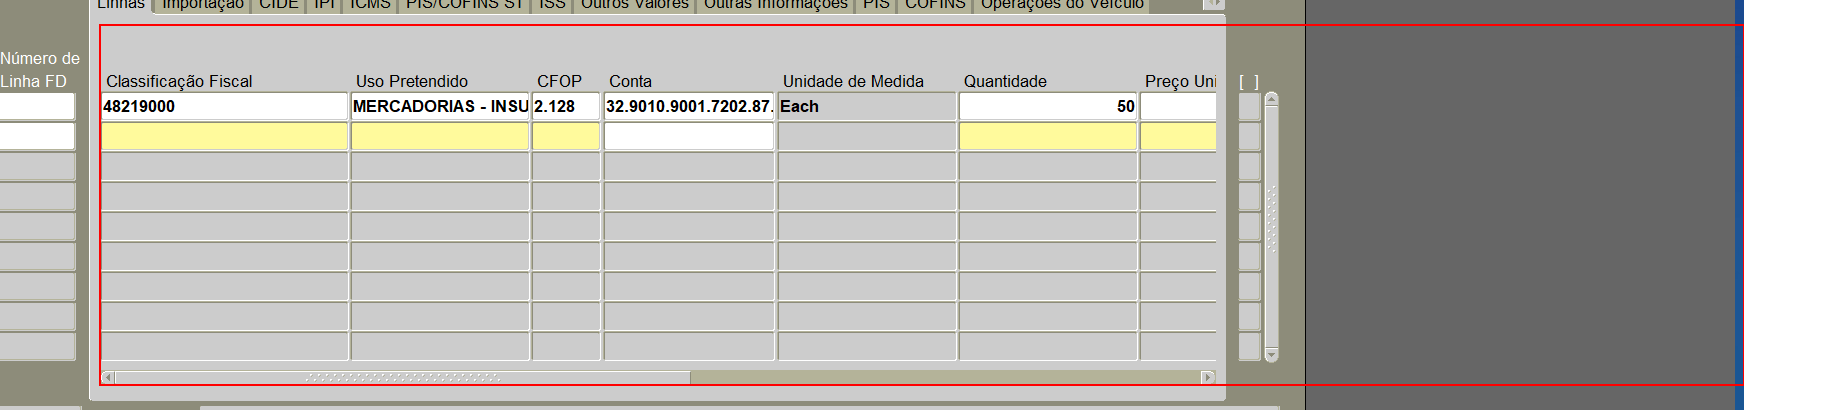 Linhas Importação CIDE IPI ICMS PIS/COFINS ST ISS Outros Valores Outras Informações PIS COFINS Operações do Veículo
Número de
Linha FD Classificação Fiscal Uso Pretendido CFOP Conta Unidade de Medida Quantidade Preço Uni [ ]
48219000 MERCADORIAS - INSU 2.128 32.9010.9001.7202.87. Each 50